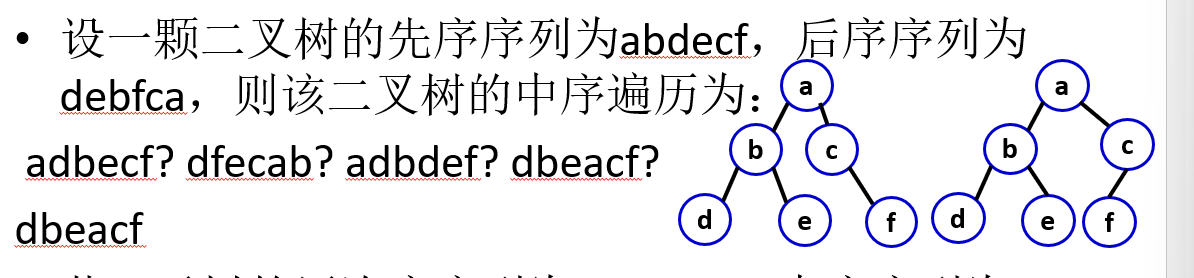 • 设一颗二叉树的先序序列为abdecf，后序序列为
debfca，则该二叉树的中序遍历为：
adbecf? dfecab? adbdef? dbeacf?
dbeacf
a
b c
d e f
a
b c
d e f